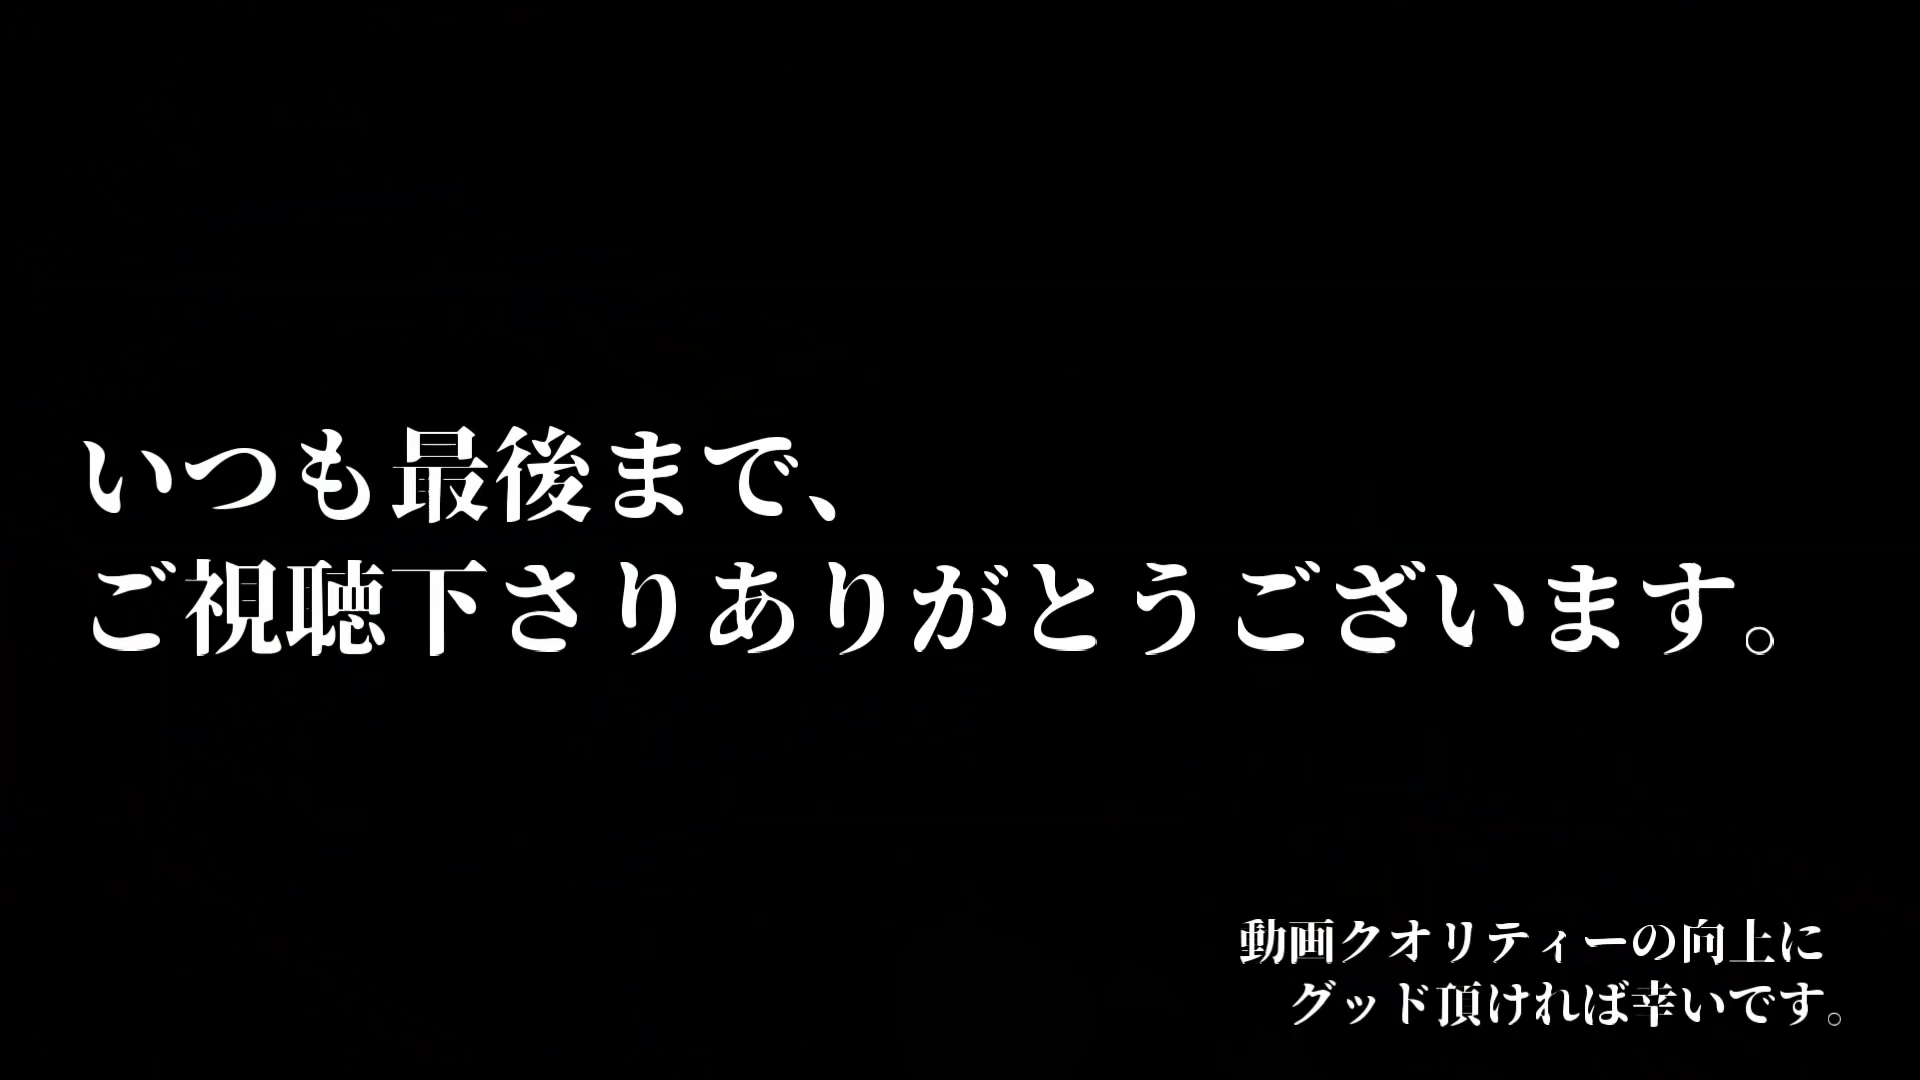 いつも最後まで、
ご視聴下さりありがとうございます。
動画クオリティーの向上に
グッド頂ければ幸いです。